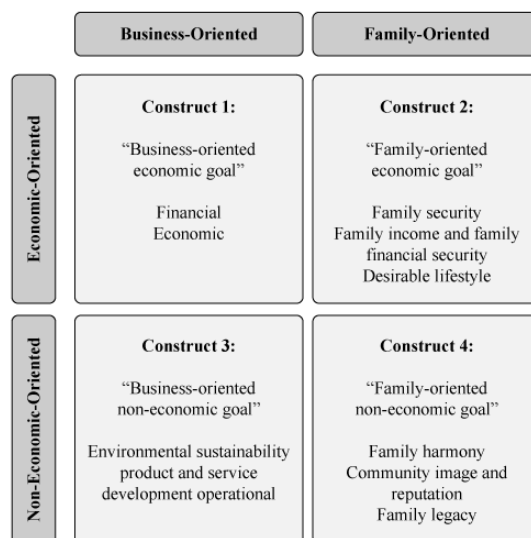 Business-Oriented
Family-Oriented
Economic-Oriented
Construct 1:
“Business-oriented
economic goal”
Financial
Economic
Construct 2:
“Family-oriented
economic goal”
Family security
Family income and family
financial security
Desirable lifestyle
Non-Economic-Oriented
Construct 3:
“Business-oriented
non-economic goal”
Environmental sustainability
product and service
development operational
Construct 4:
“Family-oriented
non-economic goal”
Family harmony
Community image and
reputation
Family legacy